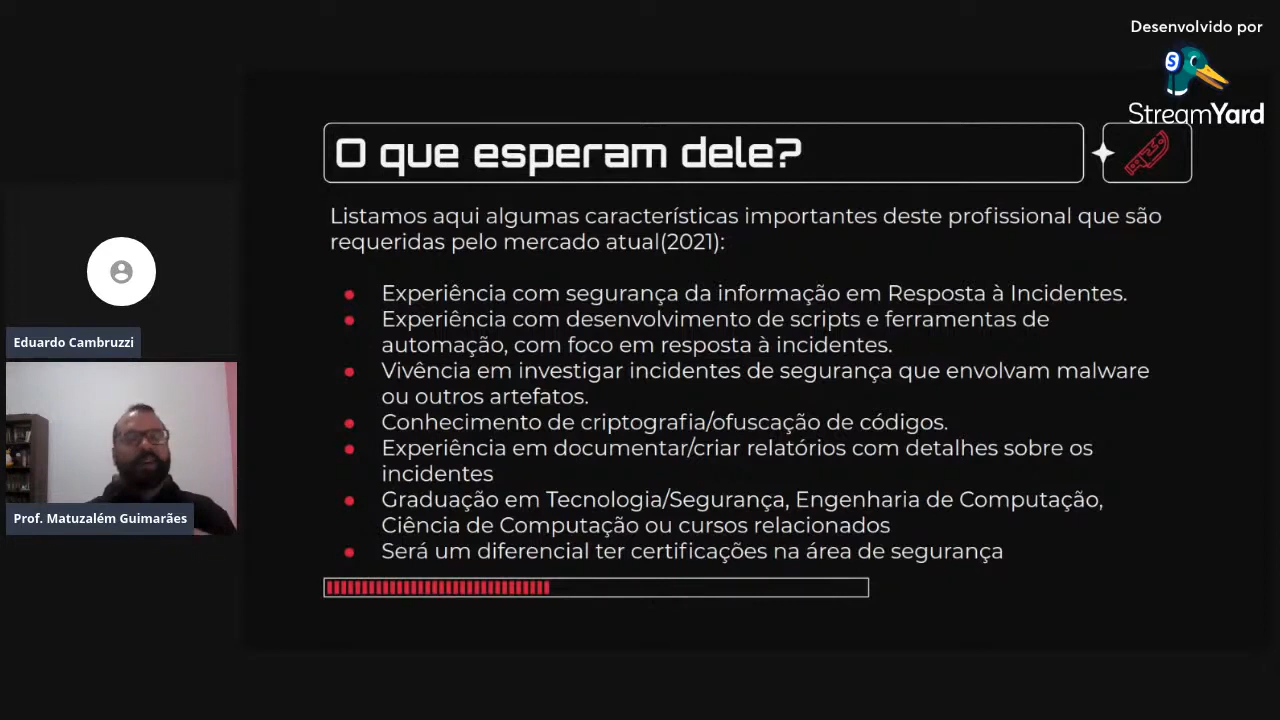 Desenvolvido por
StreamYard
O que esperam dele?
Listamos aqui algumas características importantes deste profissional que são
requeridas pelo mercado atual(2021):
Experiência com segurança da informação em Resposta à Incidentes.
Experiência com desenvolvimento de scripts e ferramentas de
automação, com foco em resposta à incidentes.
Vivência em investigar incidentes de segurança que envolvam malware
ou outros artefatos.
Conhecimento de criptografia/ofuscação de códigos.
Experiência em documentar/criar relatórios com detalhes sobre os
incidentes
Graduação em Tecnologia/Segurança, Engenharia de Computação,
Ciência de Computação ou cursos relacionados
Será um diferencial ter certificações na área de segurança
Eduardo Cambruzzi
Prof. Matuzalém Guimarães